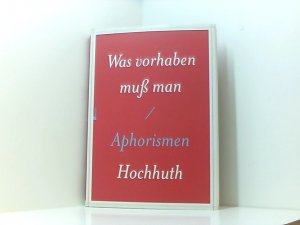 Was vorhaben
muß man
/
Aphorismen
Hochhuth